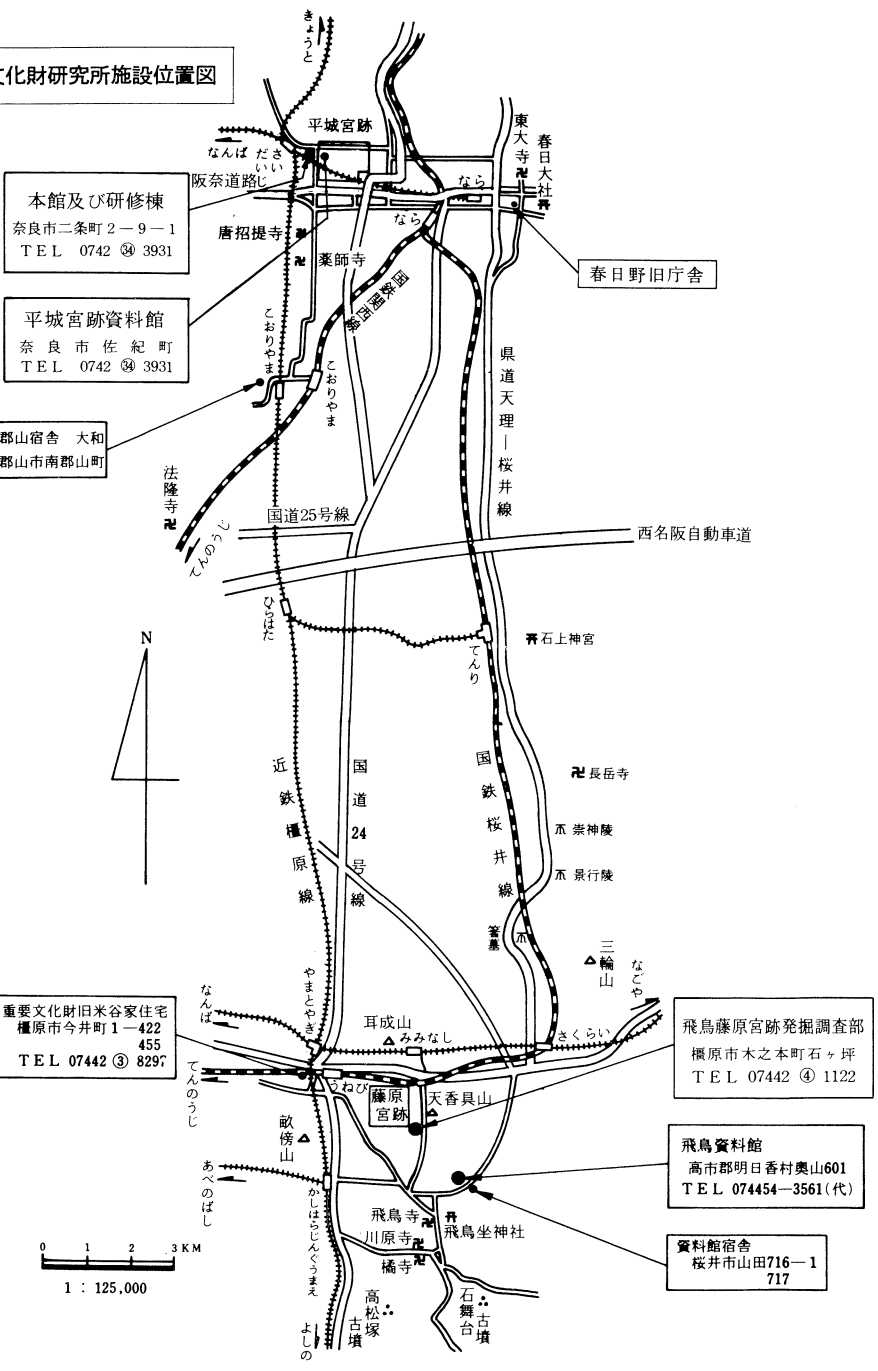 きょうと
文化財研究所施設位置図
平城宮跡
東大寺
春日大社
なんば
さいだいじ
阪奈道路
なら
本館及び研修棟
奈良市二条町2－9－1
TEL 0742 ㉞ 3931
なら
唐招提寺
薬師寺
春日野旧庁舎
国鉄関西線
平城宮跡資料館
奈良市佐紀町
TEL 0742 ㉞ 3931
こおりやま
こおりやま
県道天理―桜井線
郡山宿舎 大和
郡山市南郡山町
法隆寺
国道25号線
西名阪自動車道
てんのうじ
ひらはた
N
石上神宮
てんり
近鉄橿原線
国道24号線
国鉄桜井線
長岳寺
崇神陵
景行陵
箸墓
三輪山
なごや
なんば
やまとやぎ
重要文化財旧米谷家住宅
橿原市今井町1－422
455
TEL 07442 ③ 8297
耳成山
みみなし
さくらい
飛鳥藤原宮跡発掘調査部
橿原市木之本町石ヶ坪
TEL 07442 ④ 1122
てんのうじ
うねび
藤原
宮跡
天香具山
畝傍山
飛鳥資料館
高市郡明日香村奥山601
TEL 074454－3561(代)
あべのばし
かしはらじんぐうまえ
飛鳥寺
飛鳥坐神社
川原寺
橘寺
資料館宿舎
桜井市山田716－1
717
0 1 2 3 KM
1 : 125,000
高松塚
古墳
石舞台
古墳
よしの